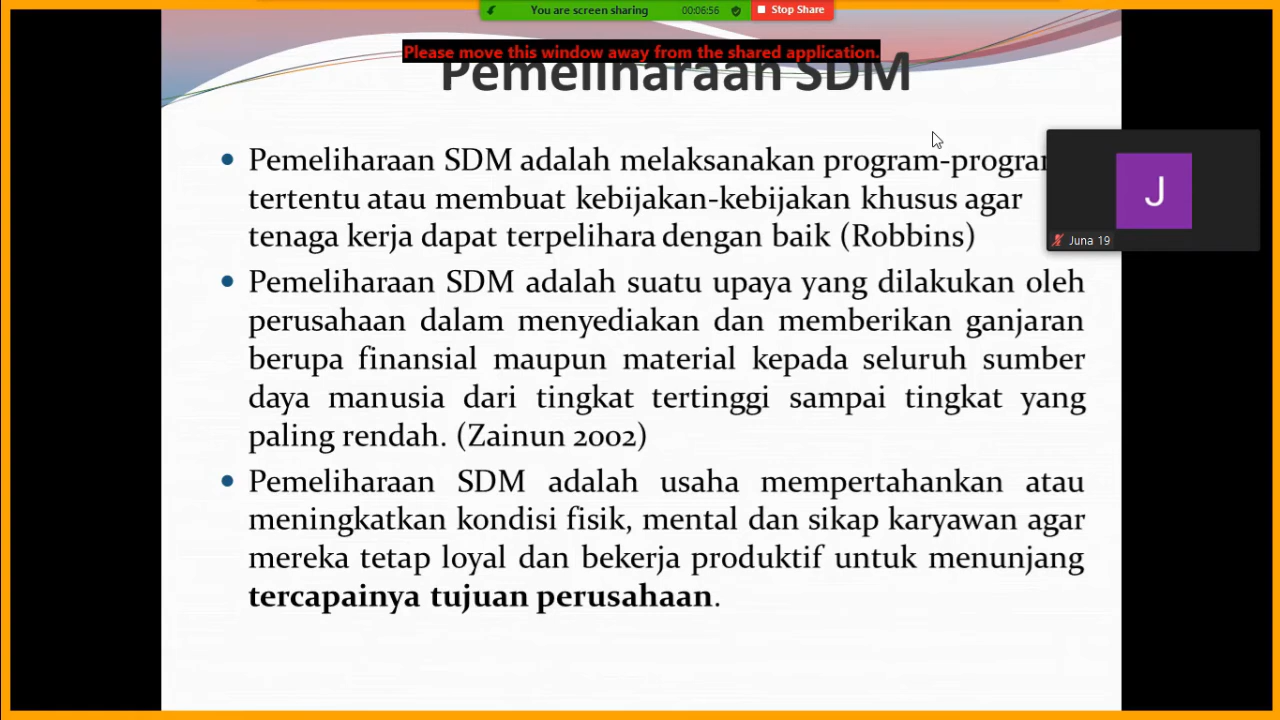 You are screen sharing 00:06:56 Stop Share
Please move this window away from the shared application.
Pemeliharaan SDM
• Pemeliharaan SDM adalah melaksanakan program-program
tertentu atau membuat kebijakan-kebijakan khusus agar
tenaga kerja dapat terpelihara dengan baik (Robbins)
• Pemeliharaan SDM adalah suatu upaya yang dilakukan oleh
perusahaan dalam menyediakan dan memberikan ganjaran
berupa finansial maupun material kepada seluruh sumber
daya manusia dari tingkat tertinggi sampai tingkat yang
paling rendah. (Zainun 2002)
• Pemeliharaan SDM adalah usaha mempertahankan atau
meningkatkan kondisi fisik, mental dan sikap karyawan agar
mereka tetap loyal dan bekerja produktif untuk menunjang
tercapainya tujuan perusahaan.
J
Juna 19